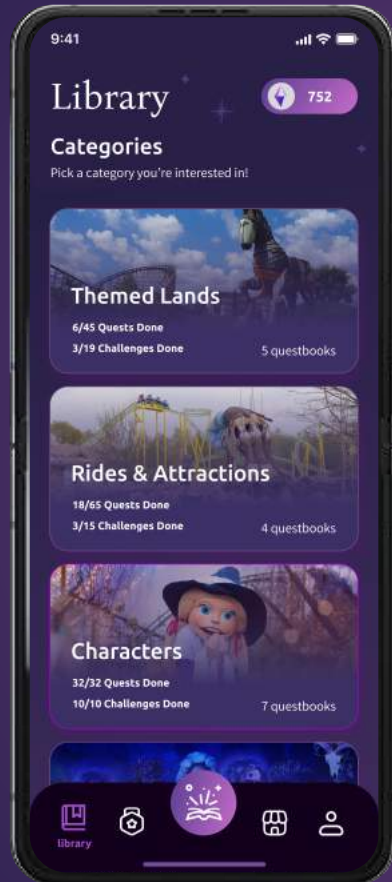 9:41
Library
752
Categories
Pick a category you're interested in!
Themed Lands
6/45 Quests Done
3/19 Challenges Done
5 questbooks
Rides & Attractions
18/65 Quests Done
3/15 Challenges Done
4 questbooks
Characters
32/32 Quests Done
10/10 Challenges Done
7 questbooks
library